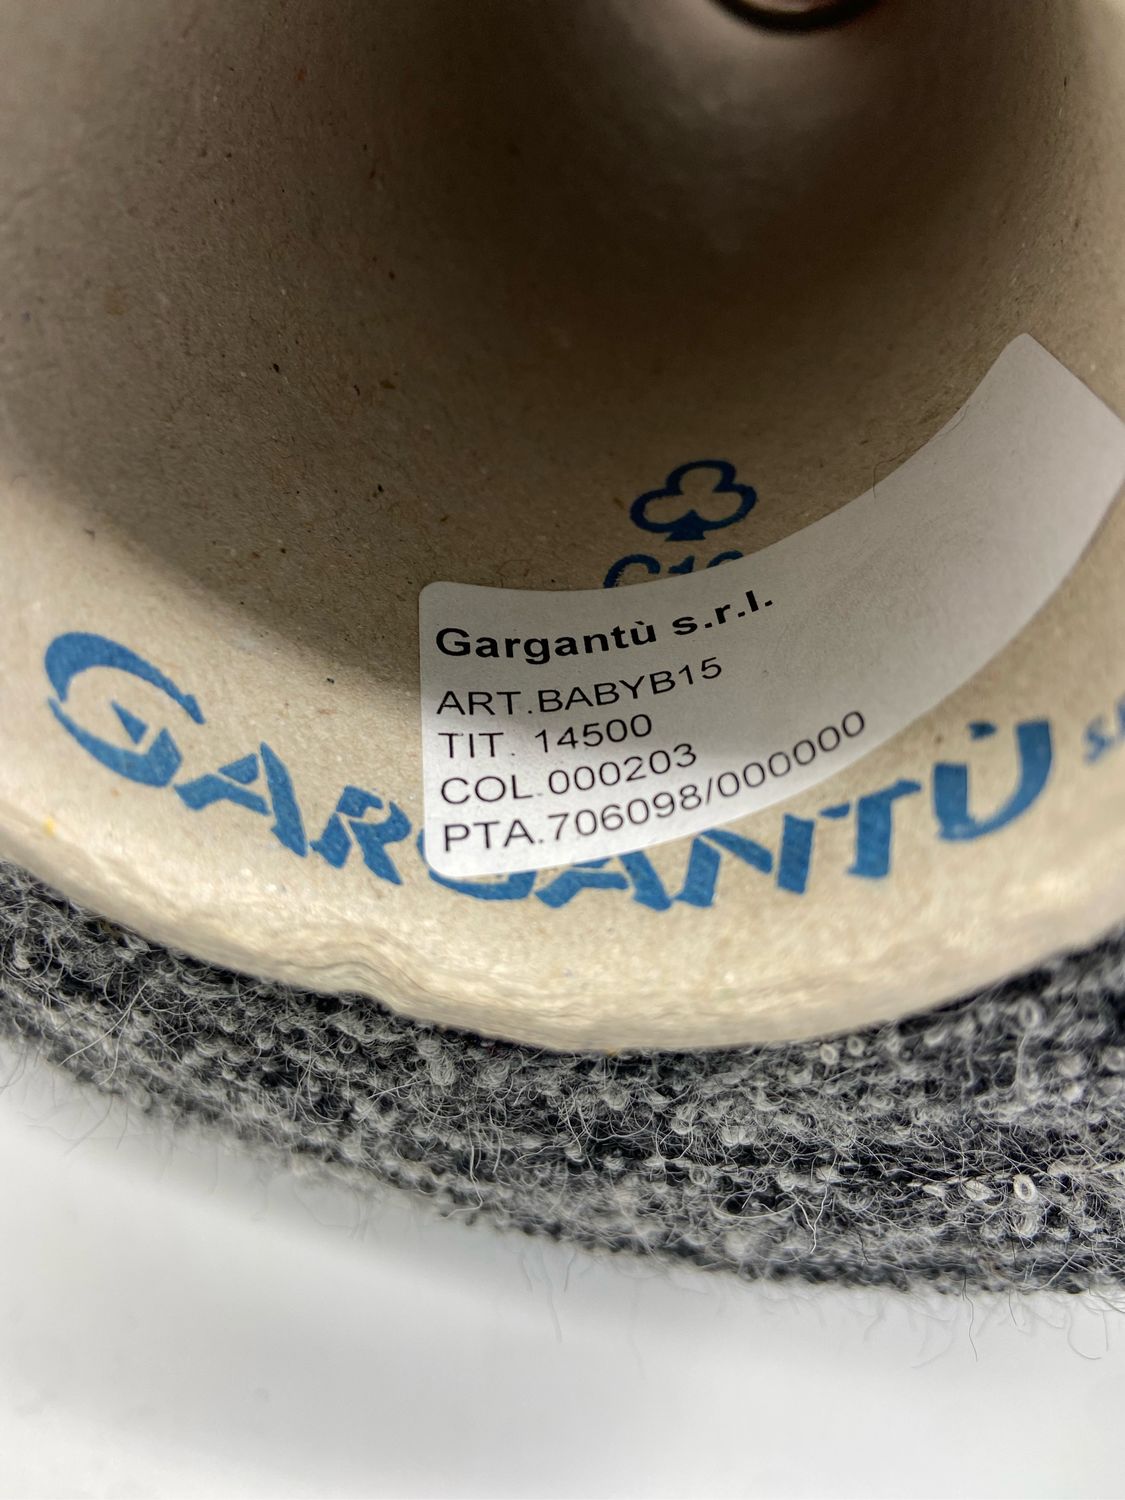 Gargantù s.r.l.
ART.BABYB15
TIT. 14500
COL.000203
PTA.706098/000000
GARGANTÙ